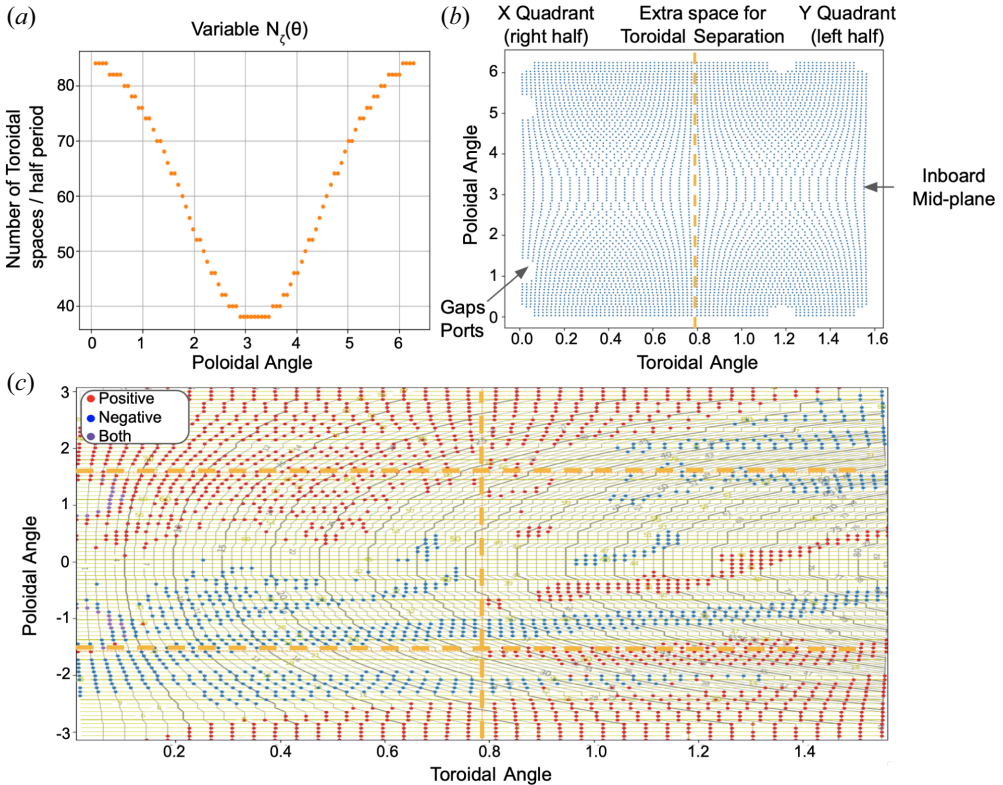 (a)
Variable Nζ(θ)
Number of Toroidal
spaces / half period
80
70
60
50
40
0 1 2 3 4 5 6
Poloidal Angle
(b)
X Quadrant
(right half)
Extra space for
Toroidal Separation
Y Quadrant
(left half)
Poloidal Angle
6
5
4
3
2
1
0
Inboard
Mid-plane
Gaps
Ports
0.0 0.2 0.4 0.6 0.8 1.0 1.2 1.4 1.6
Toroidal Angle
(c)
Positive
Negative
Both
Poloidal Angle
3
2
1
0
-1
-2
-3
0.2 0.4 0.6 0.8 1.0 1.2 1.4
Toroidal Angle